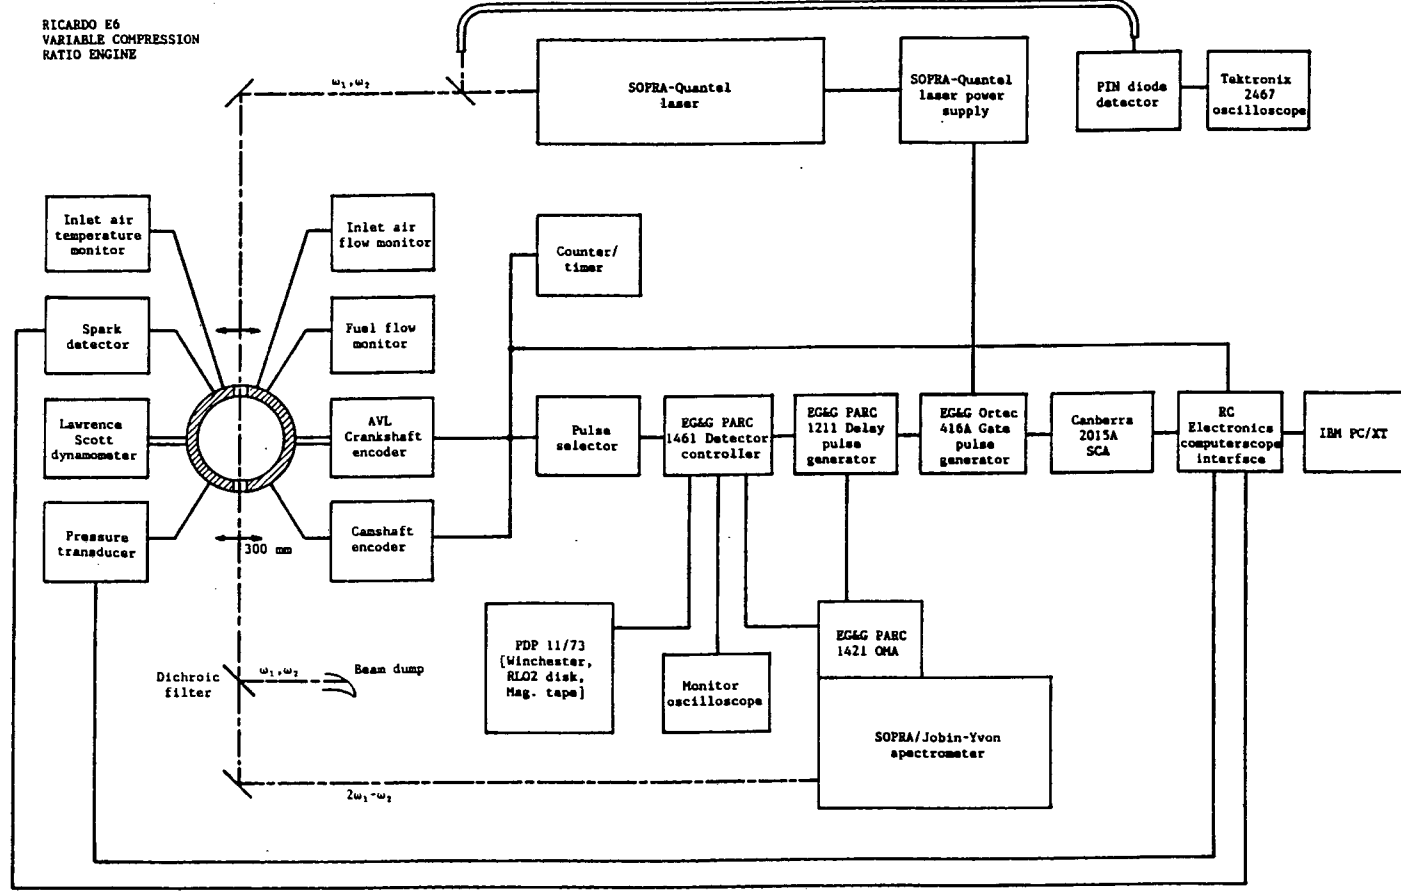 RICARDO E6
VARIABLE COMPRESSION
RATIO ENGINE
ω₁,ω₂
SOPRA-Quantel
laser
SOPRA-Quantel
laser power
supply
PIN diode
detector
Tektronix
2467
oscilloscope
Inlet air
temperature
monitor
Inlet air
flow monitor
Counter/
timer
Spark
detector
Fuel flow
monitor
Lawrence
Scott
dynamometer
AVL
Crankshaft
encoder
Pulse
selector
EG&G PARC
1461 Detector
controller
EG&G PARC
1211 Delay
pulse
generator
EG&G Ortec
416A Gate
pulse
generator
Canberra
2015A
SCA
RC
Electronics
computerscope
interface
IBM PC/XT
Pressure
transducer
300 mm
Camshaft
encoder
PDP 11/73
[Winchester,
RL02 disk,
Mag. tape]
Monitor
oscilloscope
EG&G PARC
1421 OMA
Dichroic
filter
ω₁,ω₂
Beam dump
SOPRA/Jobin-Yvon
spectrometer
2ω₁-ω₂